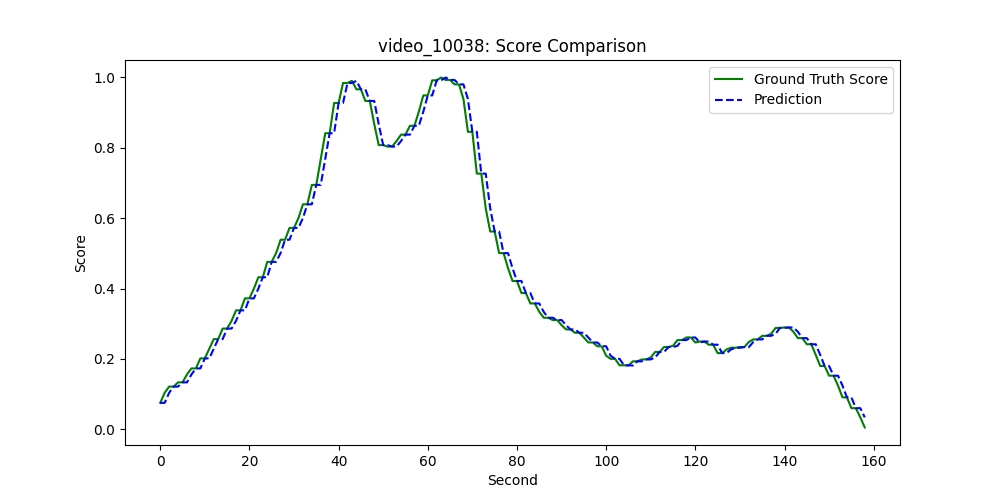 video_10038: Score Comparison
Ground Truth Score
Prediction
Score
1.0
0.8
0.6
0.4
0.2
0.0
0 20 40 60 80 100 120 140 160
Second